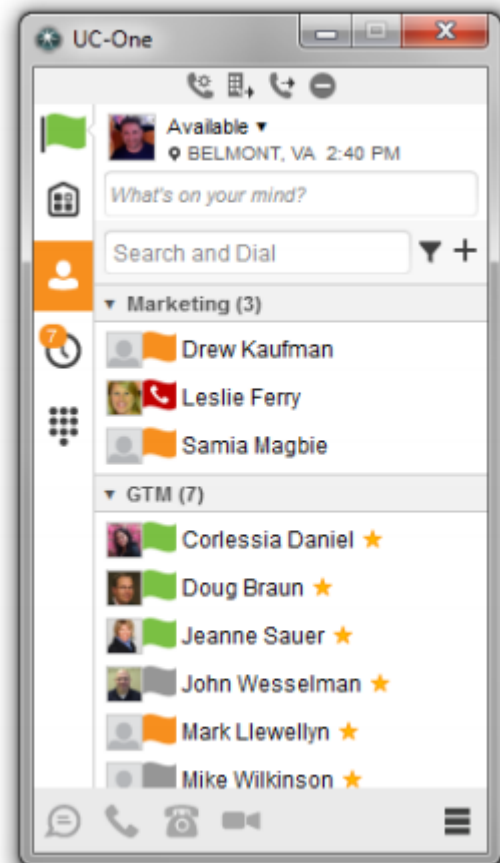 UC-One
Available
BELMONT, VA 2:40 PM
What's on your mind?
Search and Dial
Marketing (3)
7
Drew Kaufman
Leslie Ferry
Samia Magbie
GTM (7)
Corlessia Daniel
Doug Braun
Jeanne Sauer
John Wesselman
Mark Llewellyn
Mike Wilkinson